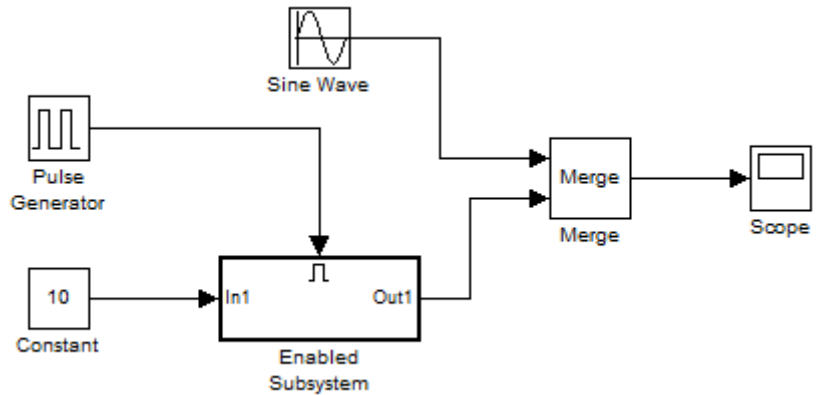 Sine Wave
Pulse
Generator
Merge
Merge
Scope
10
Constant
In1
Out1
Enabled
Subsystem